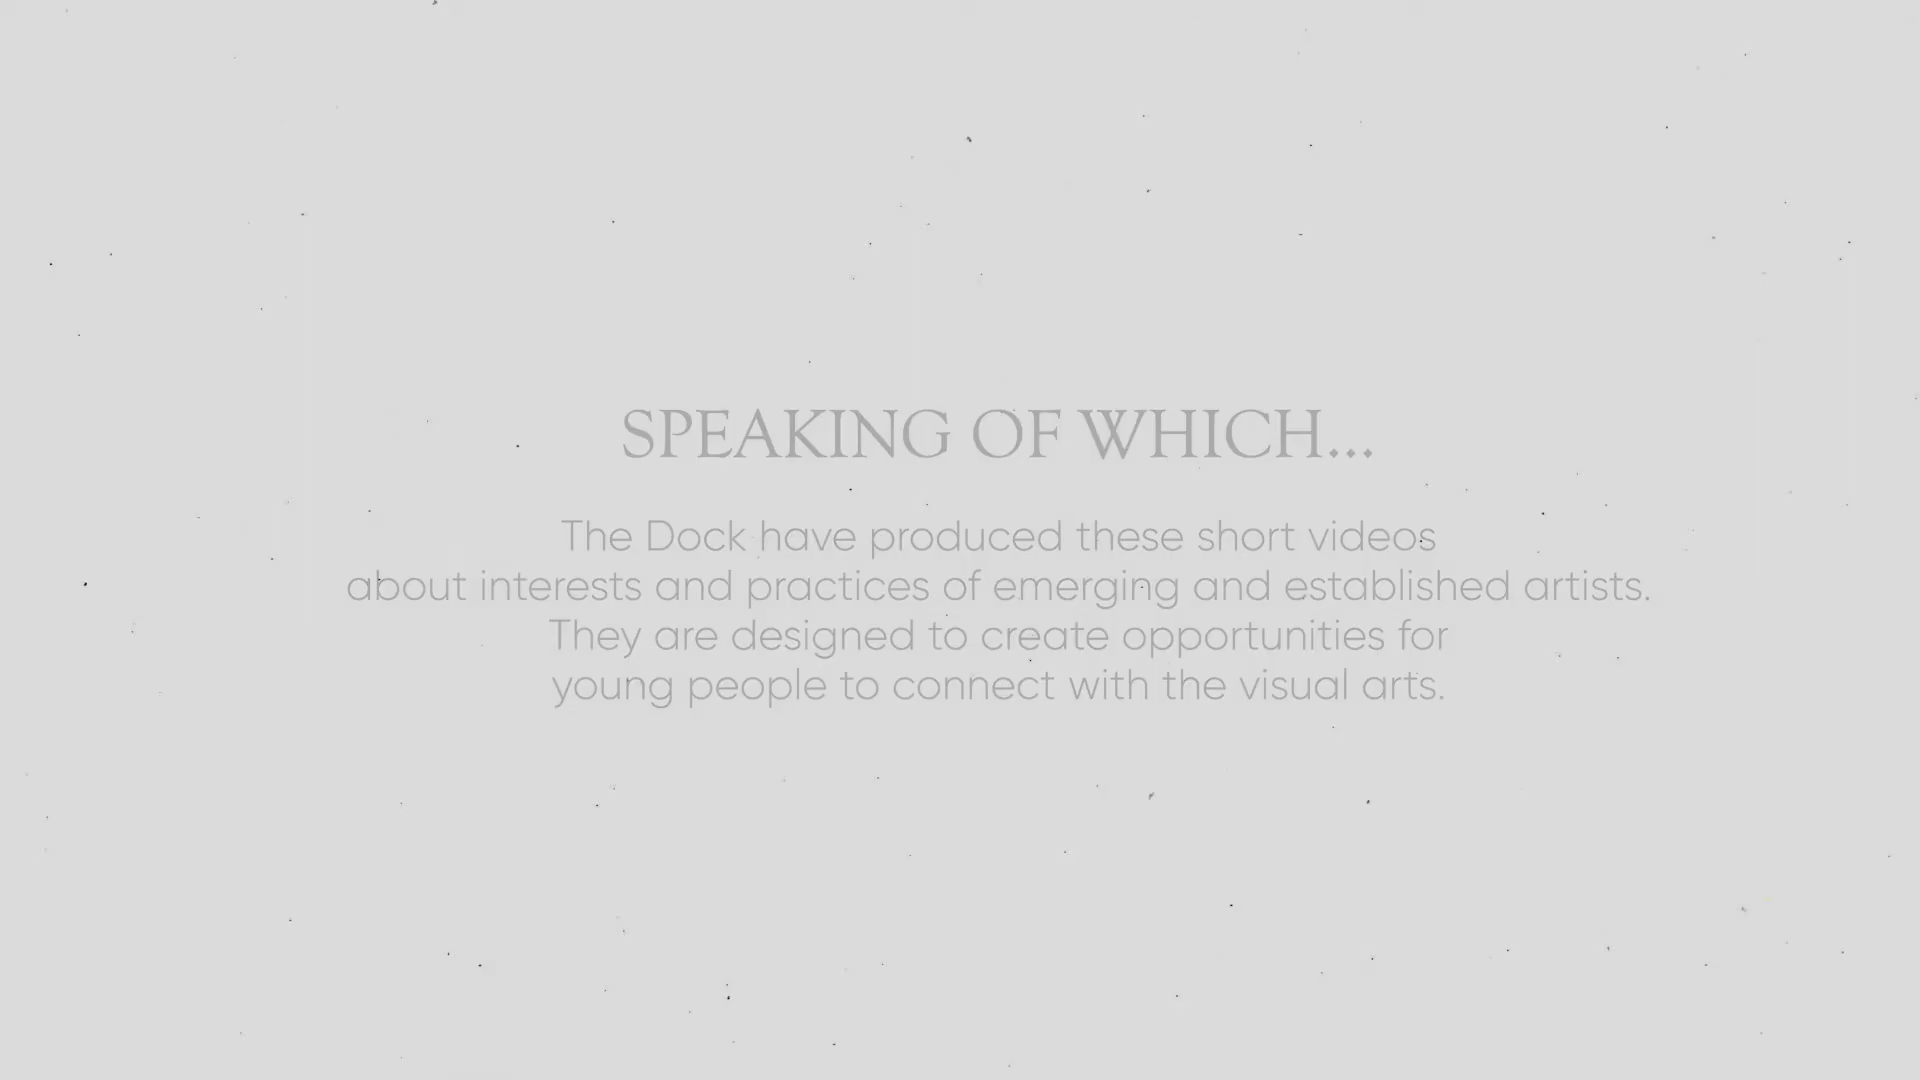 SPEAKING OF WHICH...
The Dock have produced these short videos
about interests and practices of emerging and established artists.
They are designed to create opportunities for
young people to connect with the visual arts.